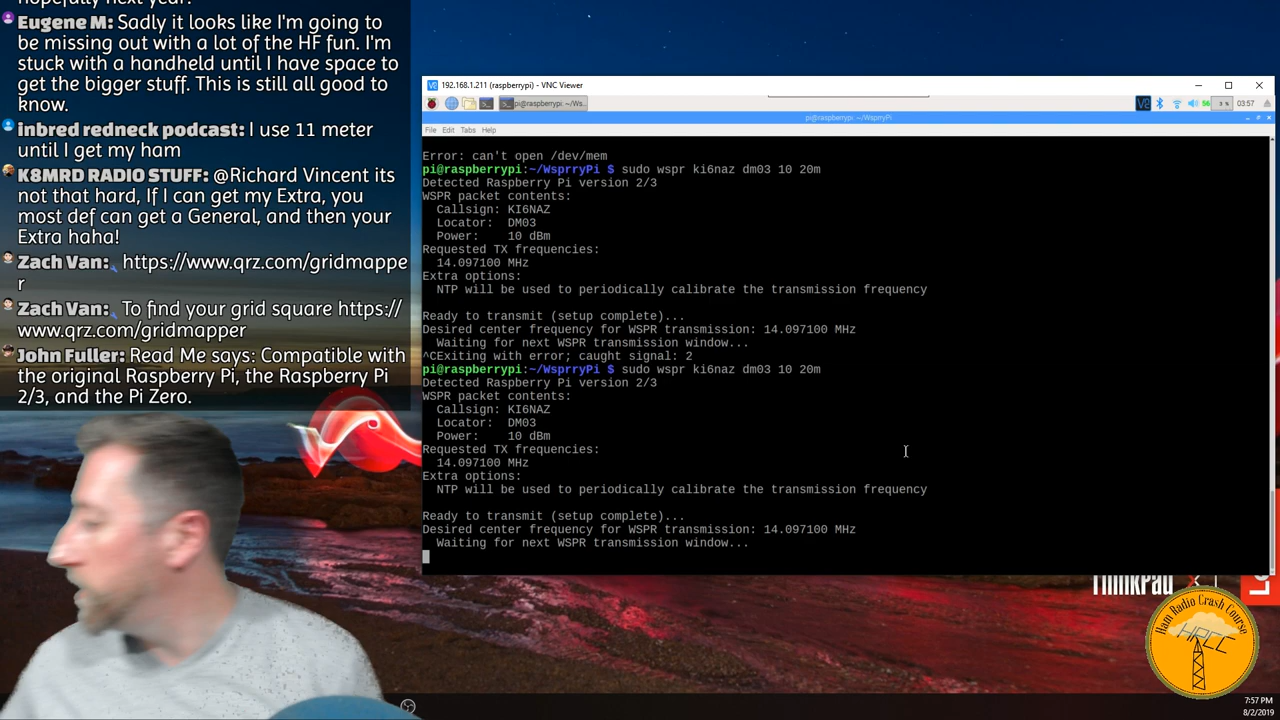 hopefully next year.
Eugene M: Sadly it looks like I'm going to
be missing out with a lot of the HF fun. I'm
stuck with a handheld until I have space to
get the bigger stuff. This is still all good to
know.
inbred redneck podcast: I use 11 meter
until I get my ham
K8MRD RADIO STUFF: @Richard Vincent its
not that hard, If I can get my Extra, you
most def can get a General, and then your
Extra haha!
Zach Van: https://www.qrz.com/gridmappe
r
Zach Van: To find your grid square https://
www.qrz.com/gridmapper
John Fuller: Read Me says: Compatible with
the original Raspberry Pi, the Raspberry Pi
2/3, and the Pi Zero.
192.168.1.211 (raspberrypi) - VNC Viewer
pi@raspberrypi: ~/Ws...
56
3 %
03:57
pi@raspberrypi: ~/WsprryPi
File Edit Tabs Help
Error: can't open /dev/mem
pi@raspberrypi:~/WsprryPi $ sudo wspr ki6naz dm03 10 20m
Detected Raspberry Pi version 2/3
WSPR packet contents:
Callsign: KI6NAZ
Locator: DM03
Power: 10 dBm
Requested TX frequencies:
14.097100 MHz
Extra options:
NTP will be used to periodically calibrate the transmission frequency
Ready to transmit (setup complete)...
Desired center frequency for WSPR transmission: 14.097100 MHz
Waiting for next WSPR transmission window...
^CExiting with error; caught signal: 2
pi@raspberrypi:~/WsprryPi $ sudo wspr ki6naz dm03 10 20m
Detected Raspberry Pi version 2/3
WSPR packet contents:
Callsign: KI6NAZ
Locator: DM03
Power: 10 dBm
Requested TX frequencies:
14.097100 MHz
Extra options:
NTP will be used to periodically calibrate the transmission frequency
Ready to transmit (setup complete)...
Desired center frequency for WSPR transmission: 14.097100 MHz
Waiting for next WSPR transmission window...
ThinkPad X1
Ham Radio Crash Course
HRCC
7:57 PM
8/2/2019